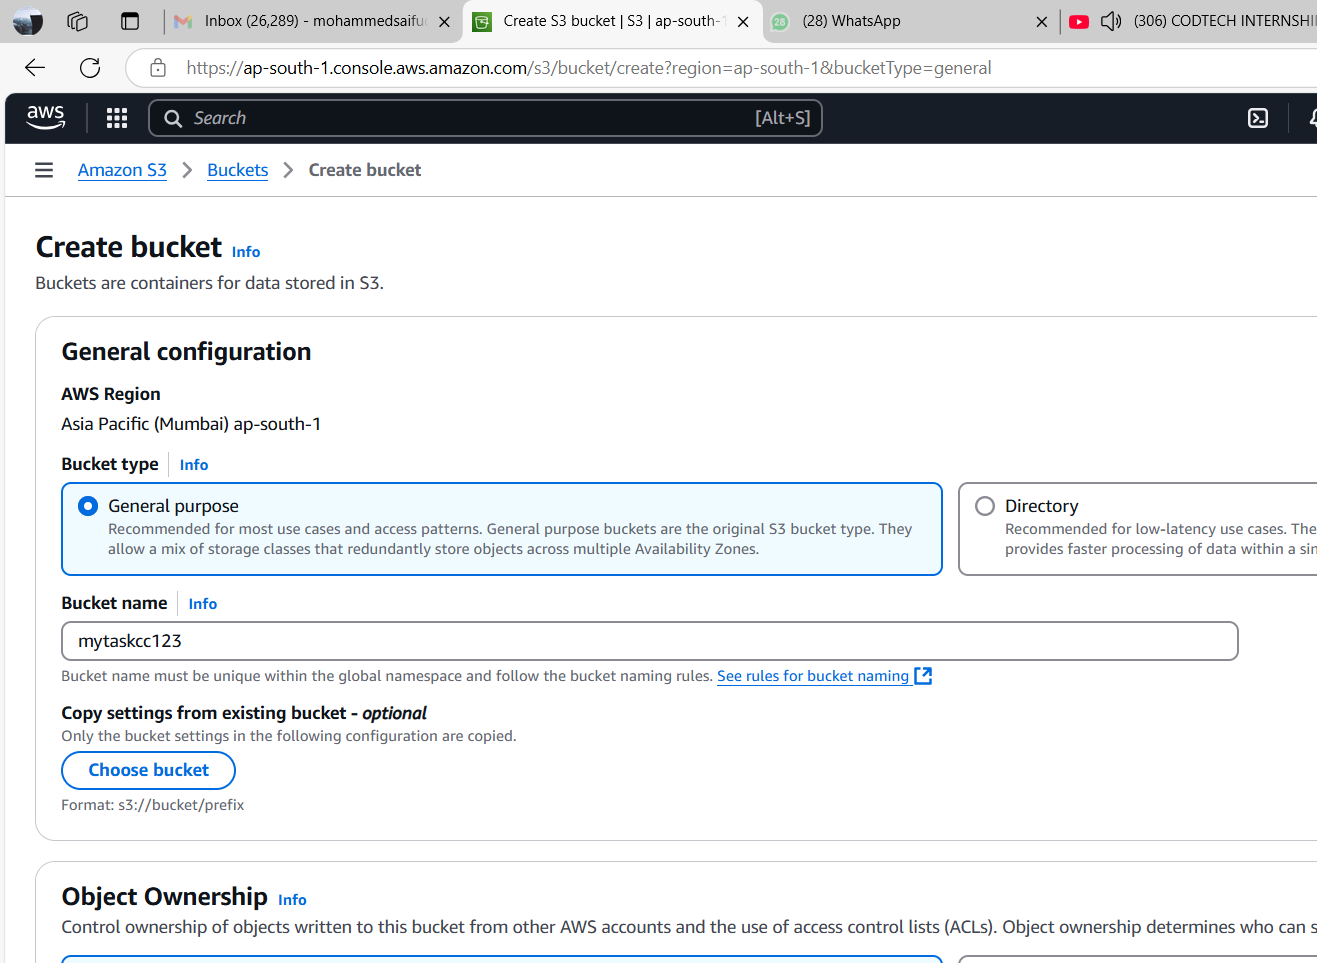 Inbox (26,289) - mohammedsaifu
Create S3 bucket | S3 | ap-south-1
28
(28) WhatsApp
(306) CODTECH INTERNSHI
https://ap-south-1.console.aws.amazon.com/s3/bucket/create?region=ap-south-1&bucketType=general
aws
Search
[Alt+S]
Amazon S3
Buckets
Create bucket
Create bucket Info
Buckets are containers for data stored in S3.
General configuration
AWS Region
Asia Pacific (Mumbai) ap-south-1
Bucket type Info
General purpose
Recommended for most use cases and access patterns. General purpose buckets are the original S3 bucket type. They
allow a mix of storage classes that redundantly store objects across multiple Availability Zones.
Directory
Recommended for low-latency use cases. The
provides faster processing of data within a sin
Bucket name Info
mytaskcc123
Bucket name must be unique within the global namespace and follow the bucket naming rules. See rules for bucket naming
Copy settings from existing bucket - optional
Only the bucket settings in the following configuration are copied.
Choose bucket
Format: s3://bucket/prefix
Object Ownership Info
Control ownership of objects written to this bucket from other AWS accounts and the use of access control lists (ACLs). Object ownership determines who can s